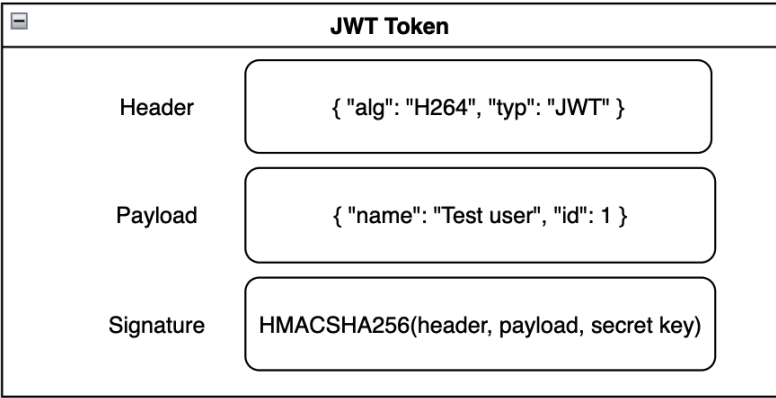 JWT Token
Header
{ "alg": "H264", "typ": "JWT" }
Payload
{ "name": "Test user", "id": 1 }
Signature
HMACSHA256(header, payload, secret key)